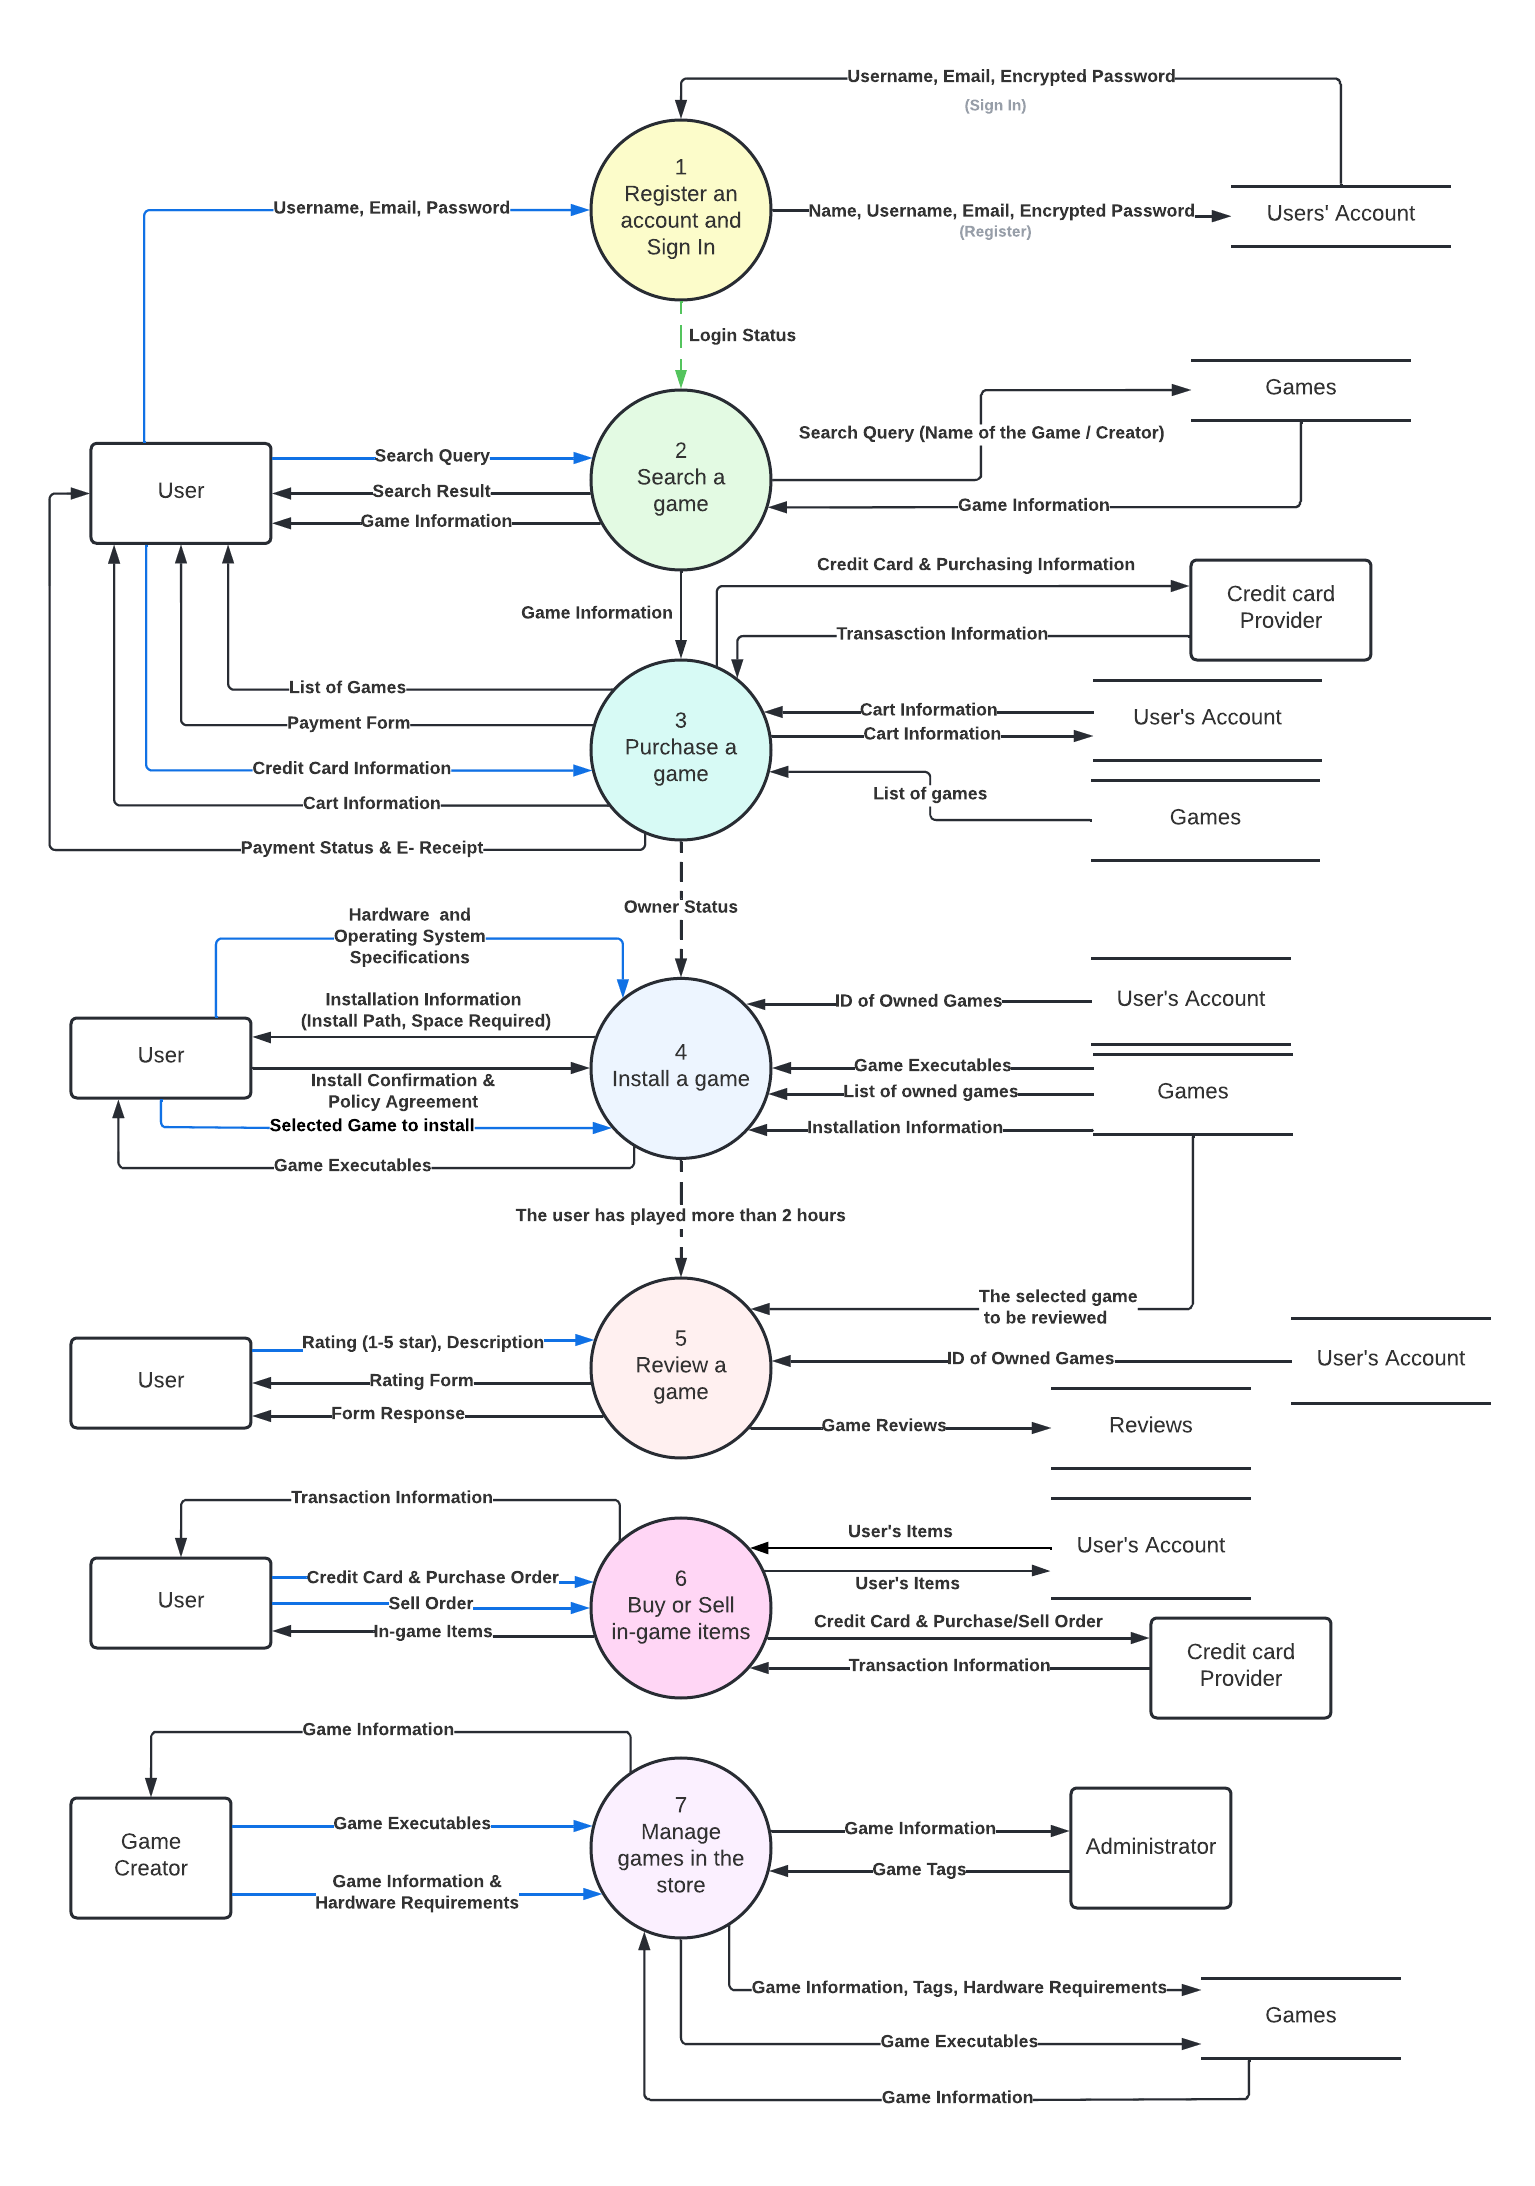 Username, Email, Encrypted Password
(Sign In)
1
Register an
account and
Sign In
Username, Email, Password
Name, Username, Email, Encrypted Password
(Register)
Users' Account
Login Status
Games
Search Query (Name of the Game / Creator)
2
Search a
game
User
Search Query
Search Result
Game Information
Game Information
Credit Card & Purchasing Information
Credit card
Provider
Game Information
Transasction Information
List of Games
Payment Form
Credit Card Information
Cart Information
Payment Status & E- Receipt
3
Purchase a
game
Cart Information
Cart Information
User's Account
List of games
Games
Owner Status
Hardware  and
Operating System
Specifications
Installation Information
(Install Path, Space Required)
User
Install Confirmation &
Policy Agreement
Selected Game to install
Game Executables
4
Install a game
ID of Owned Games
User's Account
Game Executables
List of owned games
Installation Information
Games
The user has played more than 2 hours
The selected game
to be reviewed
5
Review a
game
User
Rating (1-5 star), Description
Rating Form
Form Response
ID of Owned Games
User's Account
Game Reviews
Reviews
Transaction Information
User
Credit Card & Purchase Order
Sell Order
In-game Items
6
Buy or Sell
in-game items
User's Items
User's Items
User's Account
Credit Card & Purchase/Sell Order
Transaction Information
Credit card
Provider
Game Information
Game
Creator
Game Executables
Game Information &
Hardware Requirements
7
Manage
games in the
store
Game Information
Game Tags
Administrator
Game Information, Tags, Hardware Requirements
Game Executables
Games
Game Information